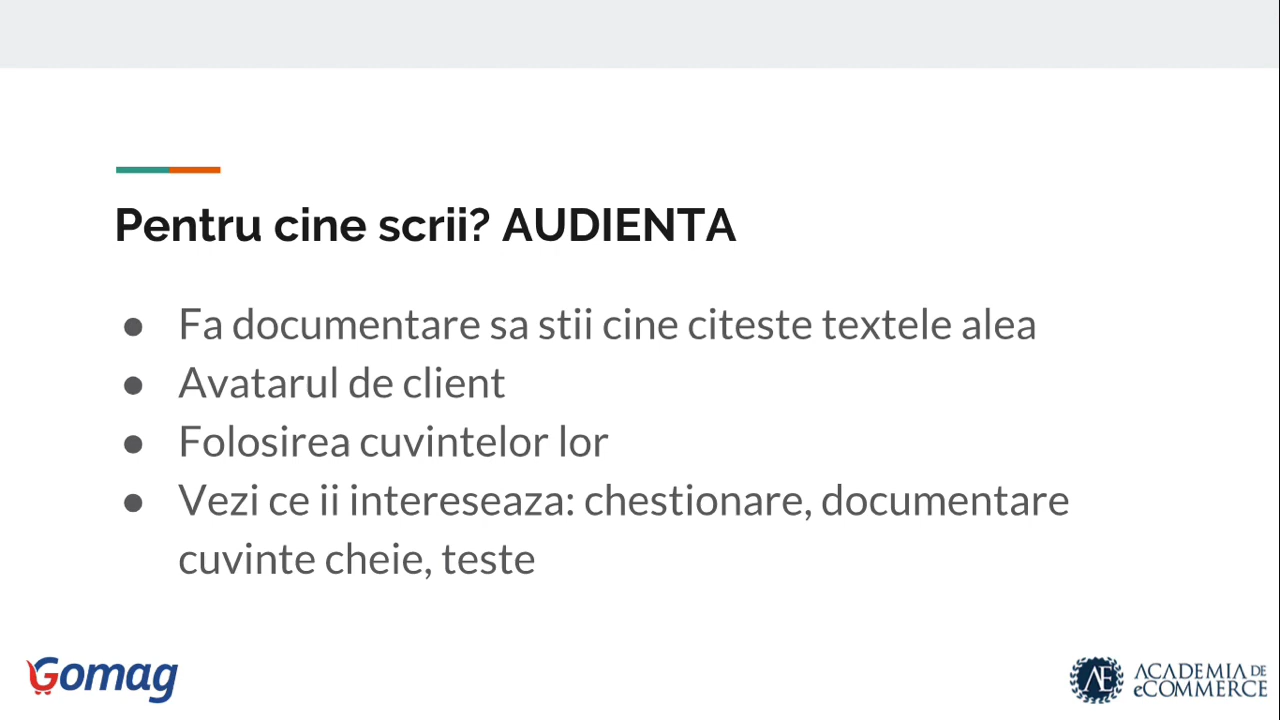 Pentru cine scrii? AUDIENTA
● Fa documentare sa stii cine citeste textele alea
● Avatarul de client
● Folosirea cuvintelor lor
● Vezi ce ii intereseaza: chestionare, documentare
cuvinte cheie, teste
Gomag
AE ACADEMIA DE
eCOMMERCE